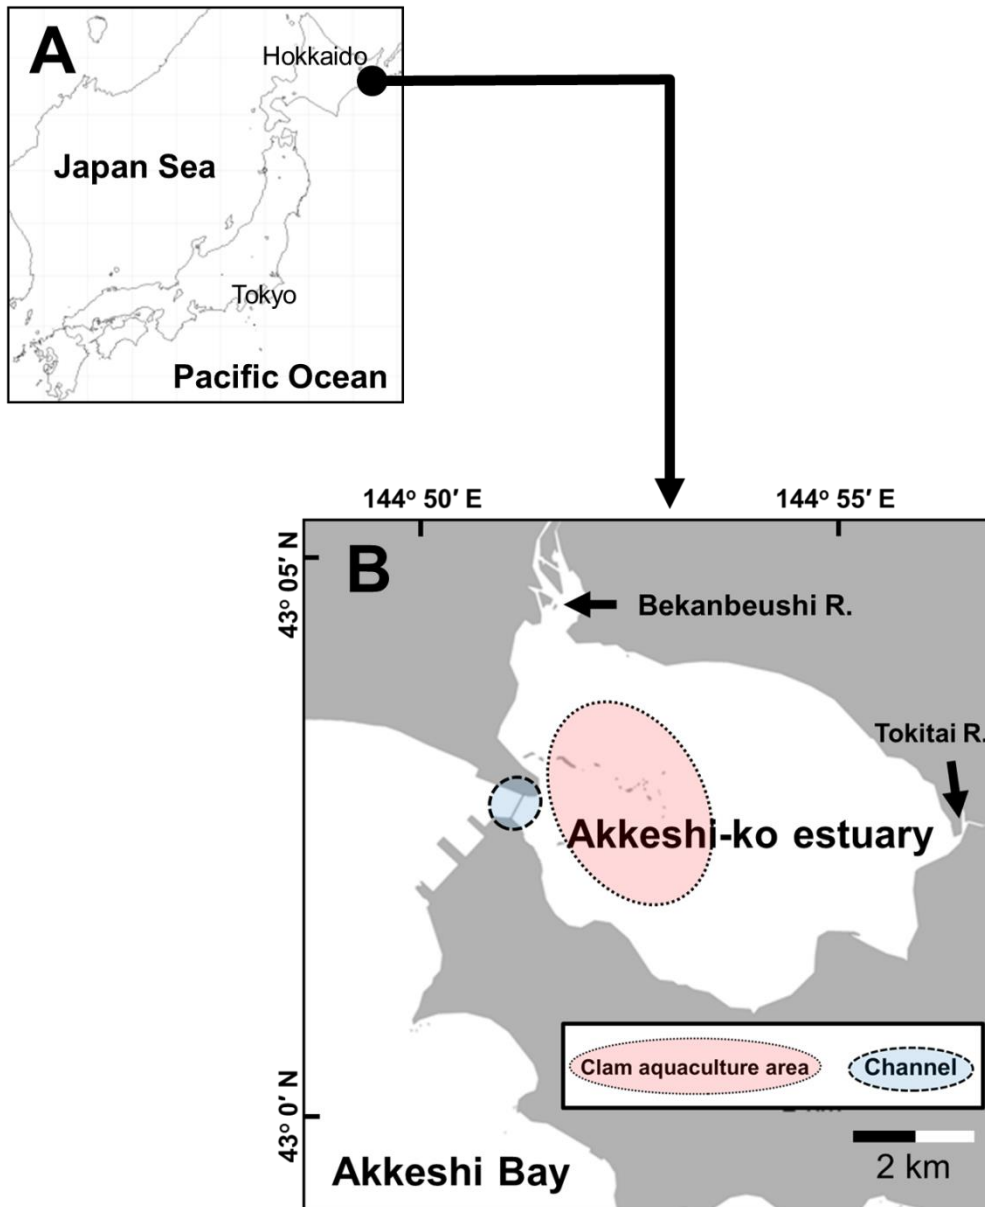 A
Hokkaido
Japan Sea
Tokyo
Pacific Ocean
144° 50′ E
144° 55′ E
43° 05′ N
B
Bekanbeushi R.
Tokitai R.
Akkeshi-ko estuary
Clam aquaculture area
Channel
43° 0′ N
2 km
Akkeshi Bay